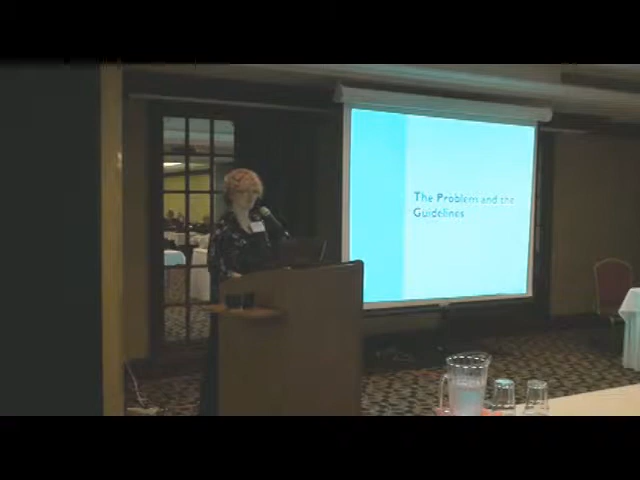 The Problem and the
Guidelines